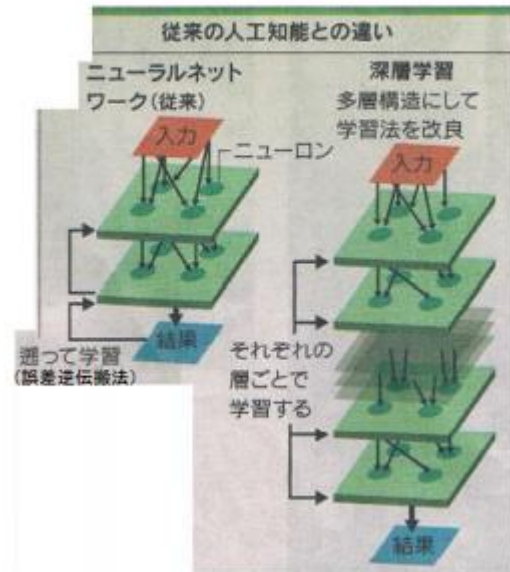 従来の人工知能との違い
ニューラルネット
ワーク(従来)
入力
ニューロン
結果
遡って学習
(誤差逆伝搬法)
深層学習
多層構造にして
学習法を改良
入力
それぞれの
層ごとで
学習する
結果